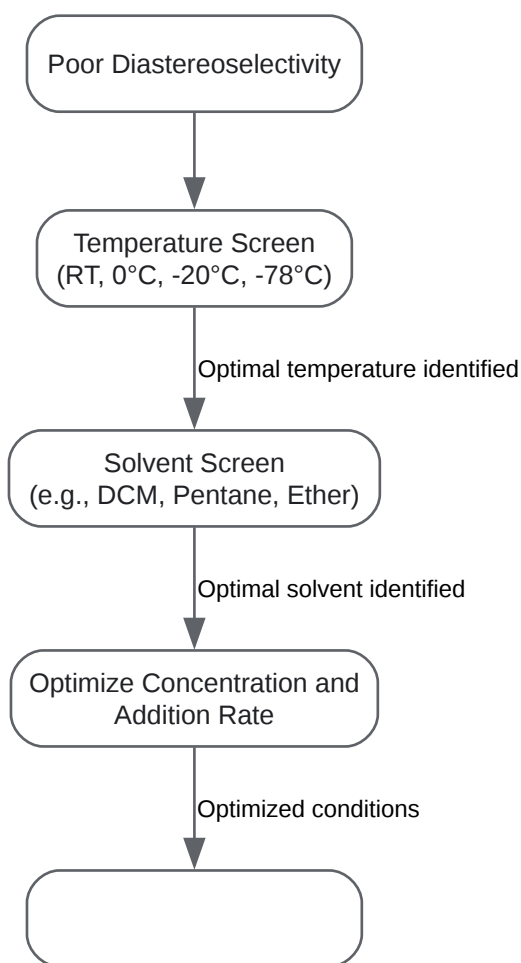 Poor Diastereoselectivity
Temperature Screen
(RT, 0°C, -20°C, -78°C)
Optimal temperature identified
Solvent Screen
(e.g., DCM, Pentane, Ether)
Optimal solvent identified
Optimize Concentration and
Addition Rate
Optimized conditions